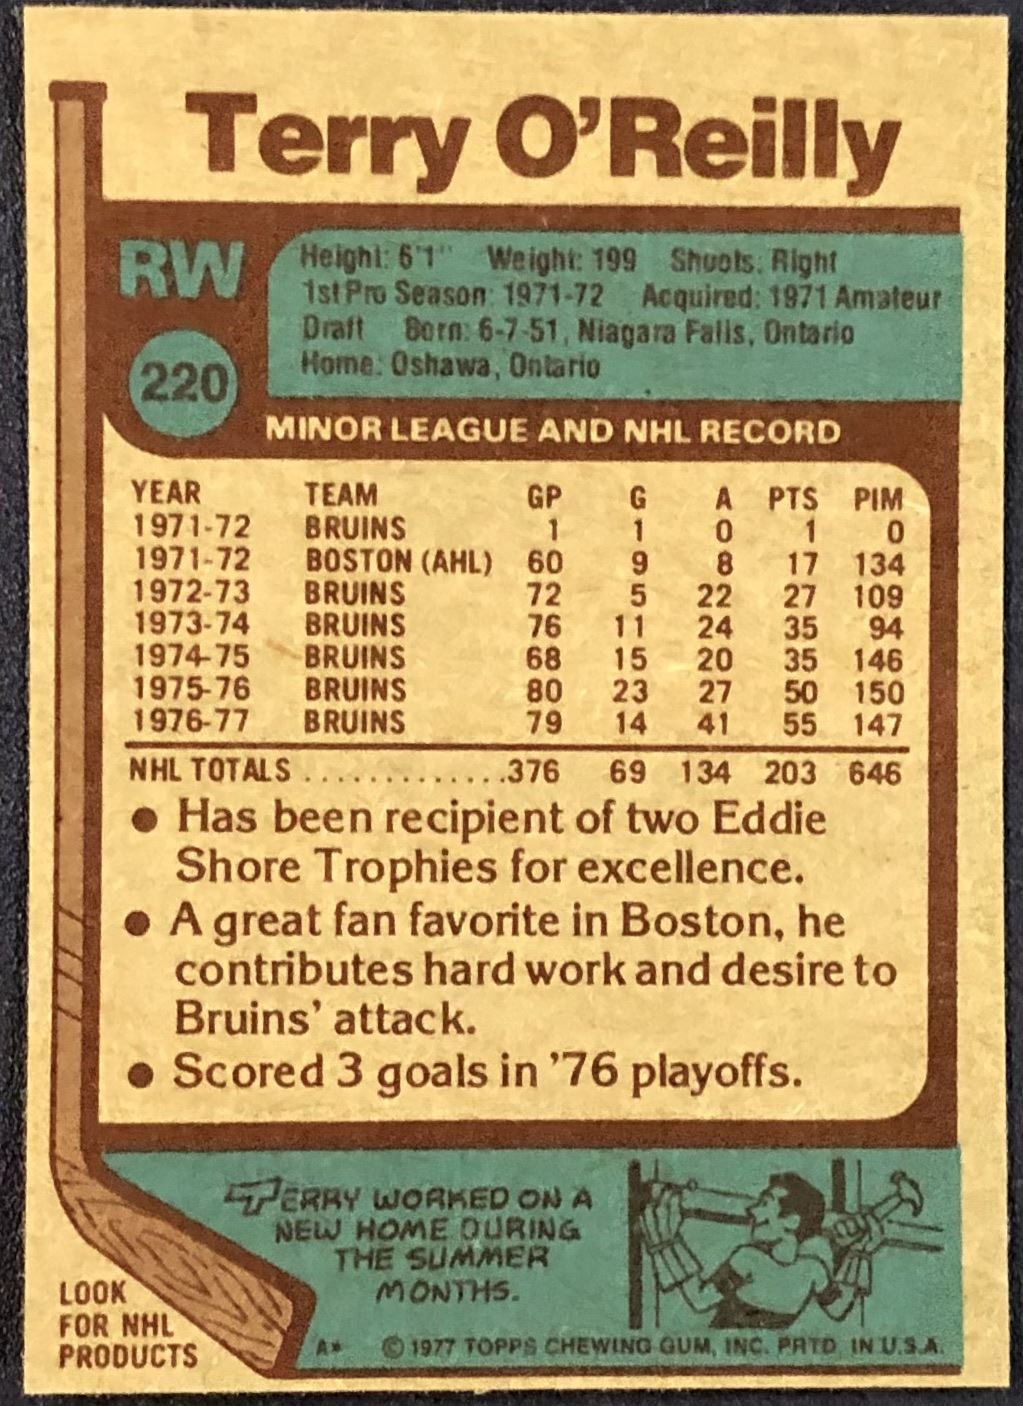 Terry O'Reilly
RW
Height: 6'1" Weight: 199 Shoots: Right
1st Pro Season: 1971-72 Acquired: 1971 Amateur
Draft Born: 6-7-51, Niagara Falls, Ontario
Home: Oshawa, Ontario
220
MINOR LEAGUE AND NHL RECORD
YEAR TEAM GP G A PTS PIM
1971-72 BRUINS 1 1 0 1 0
1971-72 BOSTON (AHL) 60 9 8 17 134
1972-73 BRUINS 72 5 22 27 109
1973-74 BRUINS 76 11 24 35 94
1974-75 BRUINS 68 15 20 35 146
1975-76 BRUINS 80 23 27 50 150
1976-77 BRUINS 79 14 41 55 147
NHL TOTALS .............376 69 134 203 646
● Has been recipient of two Eddie
Shore Trophies for excellence.
● A great fan favorite in Boston, he
contributes hard work and desire to
Bruins' attack.
● Scored 3 goals in '76 playoffs.
TERRY WORKED ON A
NEW HOME DURING
THE SUMMER
MONTHS.
LOOK
FOR NHL
PRODUCTS
A* © 1977 TOPPS CHEWING GUM, INC. PRTD. IN U.S.A.